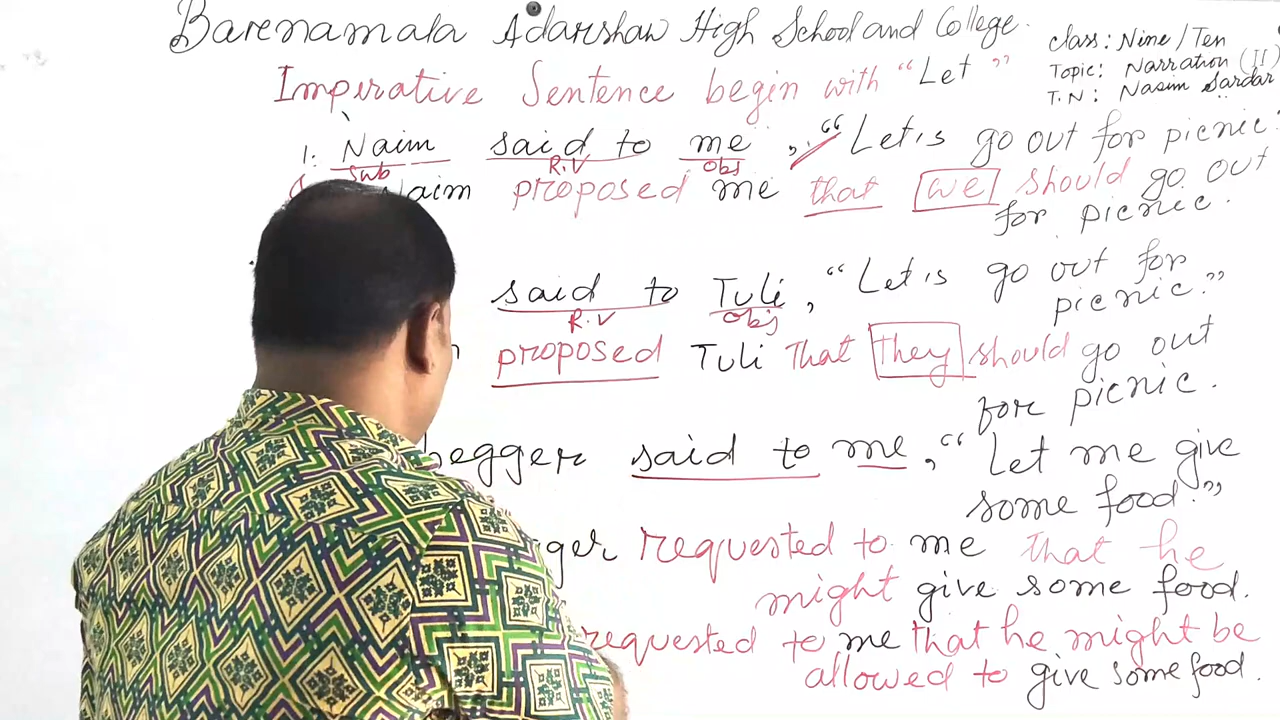 Barenamala Adarshaw High School and College.
Class: Nine/Ten
Topic: Narration (II)
T.N: Nasim Sardar
Imperative Sentence begin with "Let"
1. Naim said to me, "Let's go out for picnic.
Sub R.V obj
Naim proposed me that we should go out
for picnic.
said to Tuli, "Let's go out for
picnic."
R.V Obj
proposed Tuli That they should go out
for picnic.
begger said to me, "Let me give
some food."
gger requested to me that he
might give some food.
requested to me that he might be
allowed to give some food.